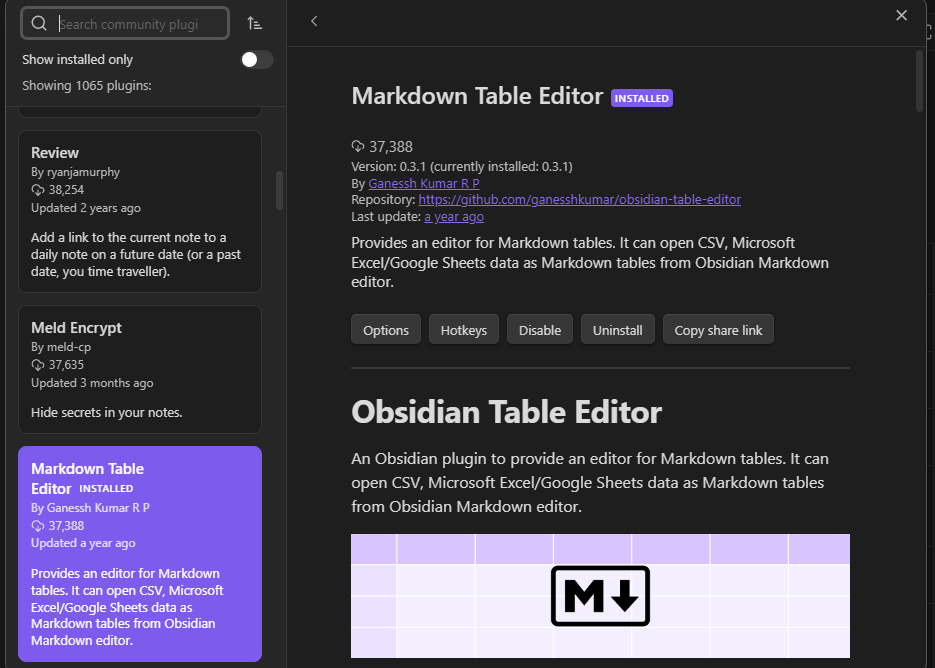 Search community plugi
Show installed only
Showing 1065 plugins:
Review
By ryanjamurphy
38,254
Updated 2 years ago
Add a link to the current note to a
daily note on a future date (or a past
date, you time traveller).
Meld Encrypt
By meld-cp
37,635
Updated 3 months ago
Hide secrets in your notes.
Markdown Table
Editor INSTALLED
By Ganessh Kumar R P
37,388
Updated a year ago
Provides an editor for Markdown
tables. It can open CSV, Microsoft
Excel/Google Sheets data as
Markdown tables from Obsidian
Markdown editor.
Markdown Table Editor INSTALLED
37,388
Version: 0.3.1 (currently installed: 0.3.1)
By Ganessh Kumar R P
Repository: https://github.com/ganesshkumar/obsidian-table-editor
Last update: a year ago
Provides an editor for Markdown tables. It can open CSV, Microsoft
Excel/Google Sheets data as Markdown tables from Obsidian Markdown
editor.
Options Hotkeys Disable Uninstall Copy share link
Obsidian Table Editor
An Obsidian plugin to provide an editor for Markdown tables. It can
open CSV, Microsoft Excel/Google Sheets data as Markdown tables
from Obsidian Markdown editor.
M